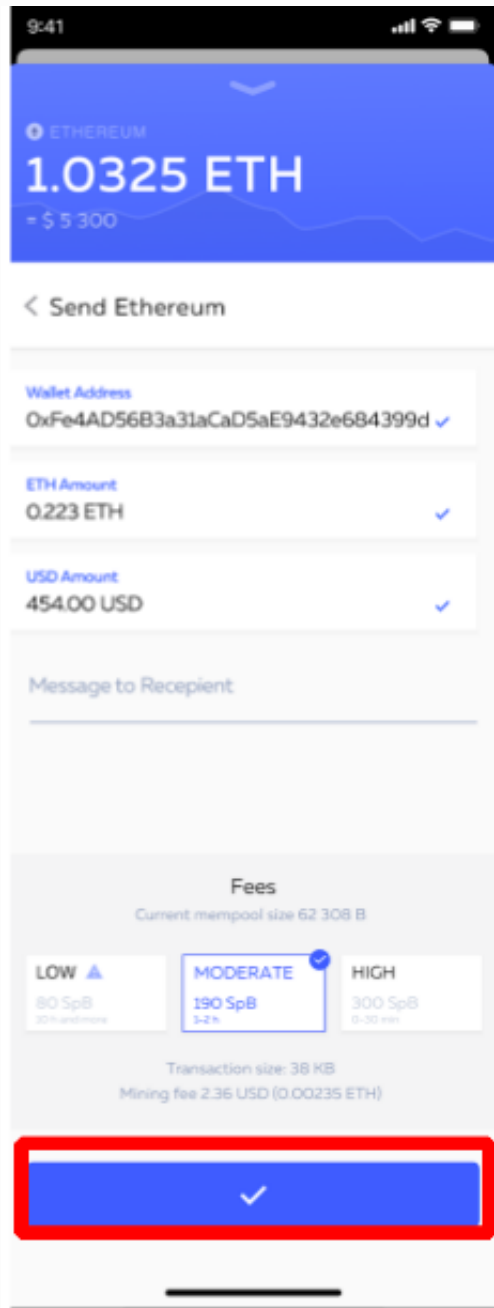 9:41
ETHEREUM
1.0325 ETH
= $ 5 300
< Send Ethereum
Wallet Address
0xFe4AD56B3a31aCaD5aE9432e684399d
ETH Amount
0.223 ETH
USD Amount
454.00 USD
Message to Recepient
Fees
Current mempool size 62 308 B
LOW MODERATE HIGH
80 SpB 190 SpB 300 SpB
10 h and more 1-2 h 0-30 min
Transaction size: 38 KB
Mining fee 2.36 USD (0.00235 ETH)